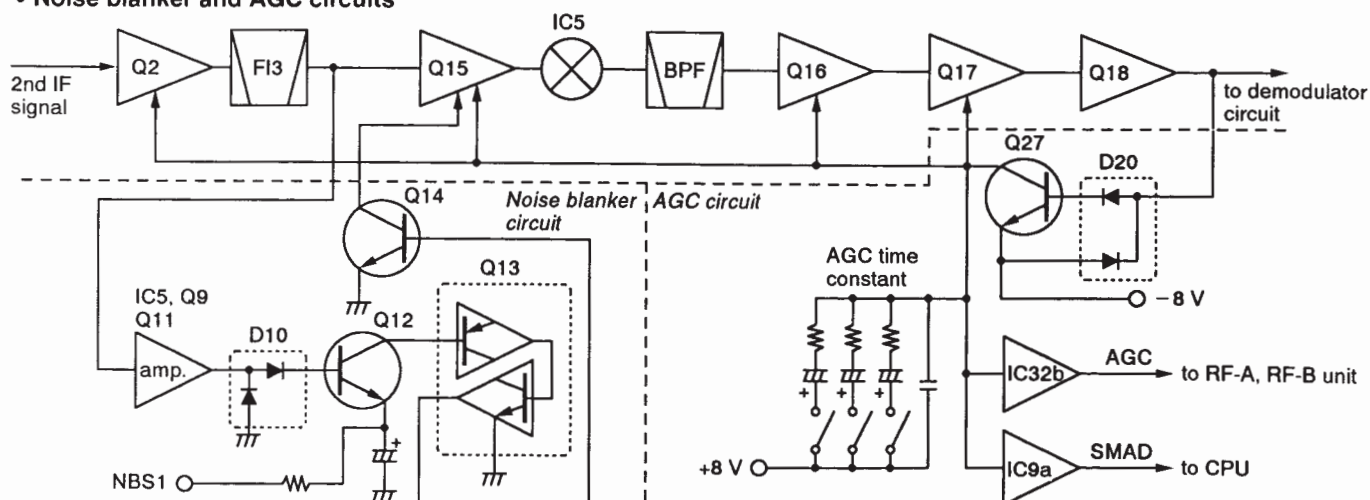 • Noise blanker and AGC circuits
IC5
Q2
FI3
Q15
BPF
Q16
Q17
Q18
2nd IF
signal
to demodulator
circuit
Q27
D20
Q14
Noise blanker
circuit
AGC circuit
Q13
AGC time
constant
− 8 V
IC5, Q9
Q11
D10
Q12
amp.
IC32b
AGC
to RF-A, RF-B unit
+
+
+
+
+8 V
IC9a
SMAD
to CPU
NBS1